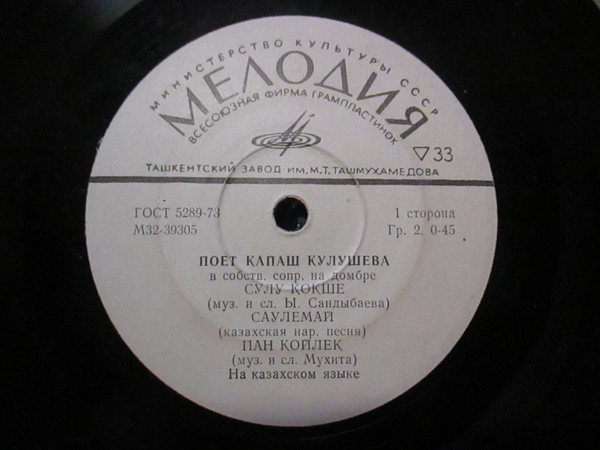 МИНИСТЕРСТВО КУЛЬТУРЫ СССР
МЕЛОДИЯ
ВСЕСОЮЗНАЯ ФИРМА ГРАМПЛАСТИНОК
▽33
ТАШКЕНТСКИЙ ЗАВОД ИМ. М.Т. ТАШМУХАМЕДОВА
ГОСТ 5289-73
М32-39305
1 сторона
Гр. 2. 0-45
ПОЕТ КАПАШ КУЛУШЕВА
в собств. сопр. на домбре
СУЛУ КОКШЕ
(муз. и сл. Ы. Сандыбаева)
САУЛЕМАЙ
(казахская нар. песня)
ПАН КОЙЛЕК
(муз. и сл. Мухита)
На казахском языке